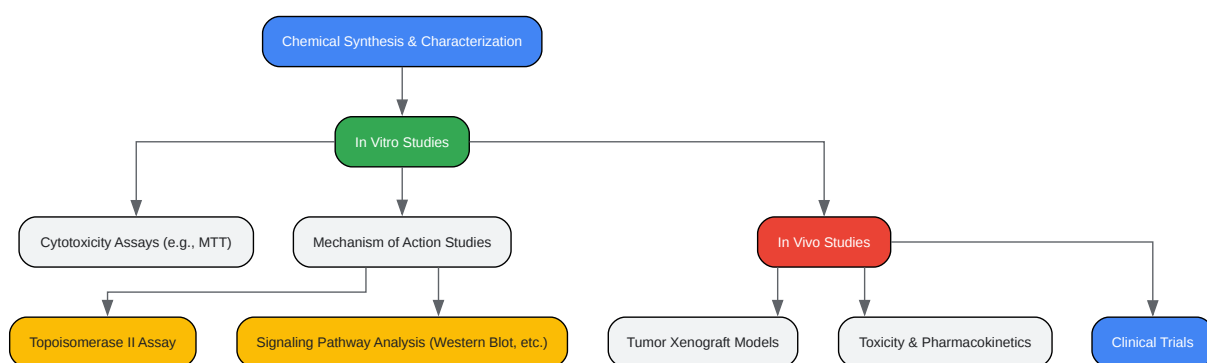 Chemical Synthesis & Characterization
In Vitro Studies
Cytotoxicity Assays (e.g., MTT)
Mechanism of Action Studies
In Vivo Studies
Topoisomerase II Assay
Signaling Pathway Analysis (Western Blot, etc.)
Tumor Xenograft Models
Toxicity & Pharmacokinetics
Clinical Trials